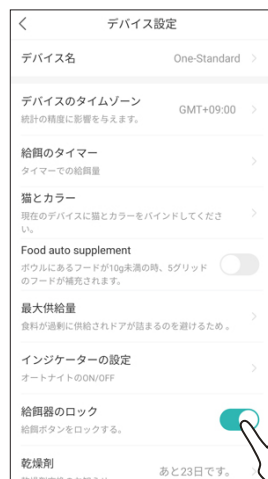 デバイス設定
デバイス名 One-Standard
デバイスのタイムゾーン GMT+09:00
統計の精度に影響を与えます。
給餌のタイマー
タイマーでの給餌量
猫とカラー
現在のデバイスに猫とカラーをバインドしてくださ
い。
Food auto supplement
ボウルにあるフードが10g未満の時、5グリッド
のフードが補充されます。
最大供給量
食料が過剰に供給されドアが詰まるのを避けるため 。
インジケーターの設定
オートナイトのON/OFF
給餌器のロック
給餌ボタンをロックする。
乾燥剤 あと23日です。